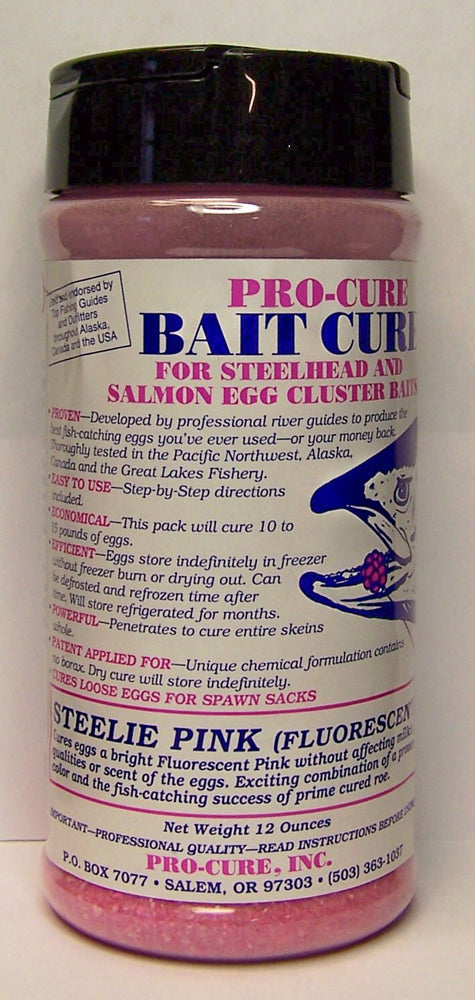 endorsed by
Top Fishing Guides
and Outfitters
throughout Alaska,
Canada and the USA
PRO-CURE
BAIT CURE
FOR STEELHEAD AND
SALMON EGG CLUSTER BAITS
• PROVEN—Developed by professional river guides to produce the
best fish-catching eggs you've ever used—or your money back.
Thoroughly tested in the Pacific Northwest, Alaska,
Canada and the Great Lakes Fishery.
• EASY TO USE—Step-by-Step directions
included.
• ECONOMICAL—This pack will cure 10 to
15 pounds of eggs.
• EFFICIENT—Eggs store indefinitely in freezer
without freezer burn or drying out. Can
be defrosted and refrozen time after
time. Will store refrigerated for months.
• POWERFUL—Penetrates to cure entire skeins
whole.
• PATENT APPLIED FOR—Unique chemical formulation contains
no borax. Dry cure will store indefinitely.
• CURES LOOSE EGGS FOR SPAWN SACKS
STEELIE PINK (FLUORESCEN
Cures eggs a bright Fluorescent Pink without affecting
qualities or scent of the eggs. Exciting combination of a
color and the fish-catching success of prime cured roe.
Net Weight 12 Ounces
IMPORTANT—PROFESSIONAL QUALITY—READ INSTRUCTIONS BEFORE
PRO-CURE, INC.
P.O. BOX 7077 • SALEM, OR 97303 • (503) 363-1037